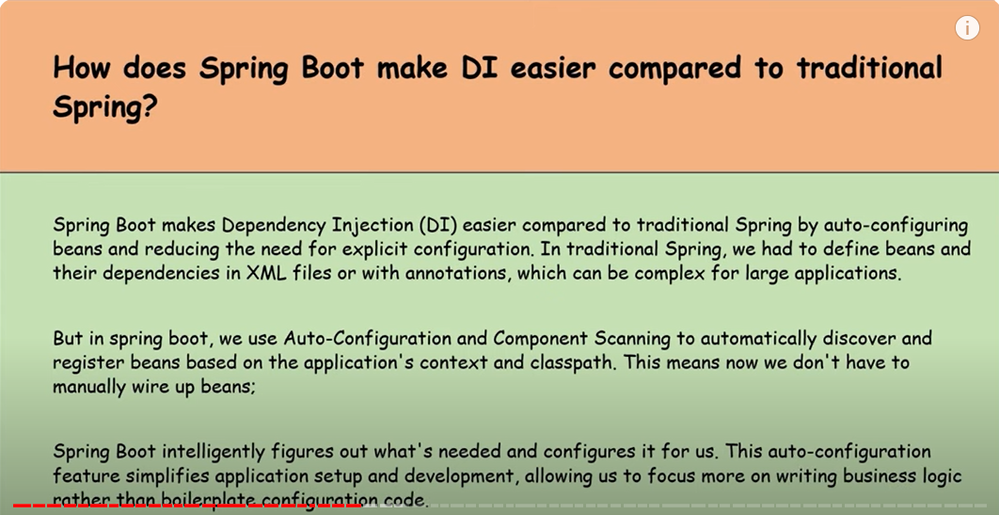 How does Spring Boot make DI easier compared to traditional
Spring?
Spring Boot makes Dependency Injection (DI) easier compared to traditional Spring by auto-configuring
beans and reducing the need for explicit configuration. In traditional Spring, we had to define beans and
their dependencies in XML files or with annotations, which can be complex for large applications.
But in spring boot, we use Auto-Configuration and Component Scanning to automatically discover and
register beans based on the application's context and classpath. This means now we don't have to
manually wire up beans;
Spring Boot intelligently figures out what's needed and configures it for us. This auto-configuration
feature simplifies application setup and development, allowing us to focus more on writing business logic
rather than boilerplate configuration code.